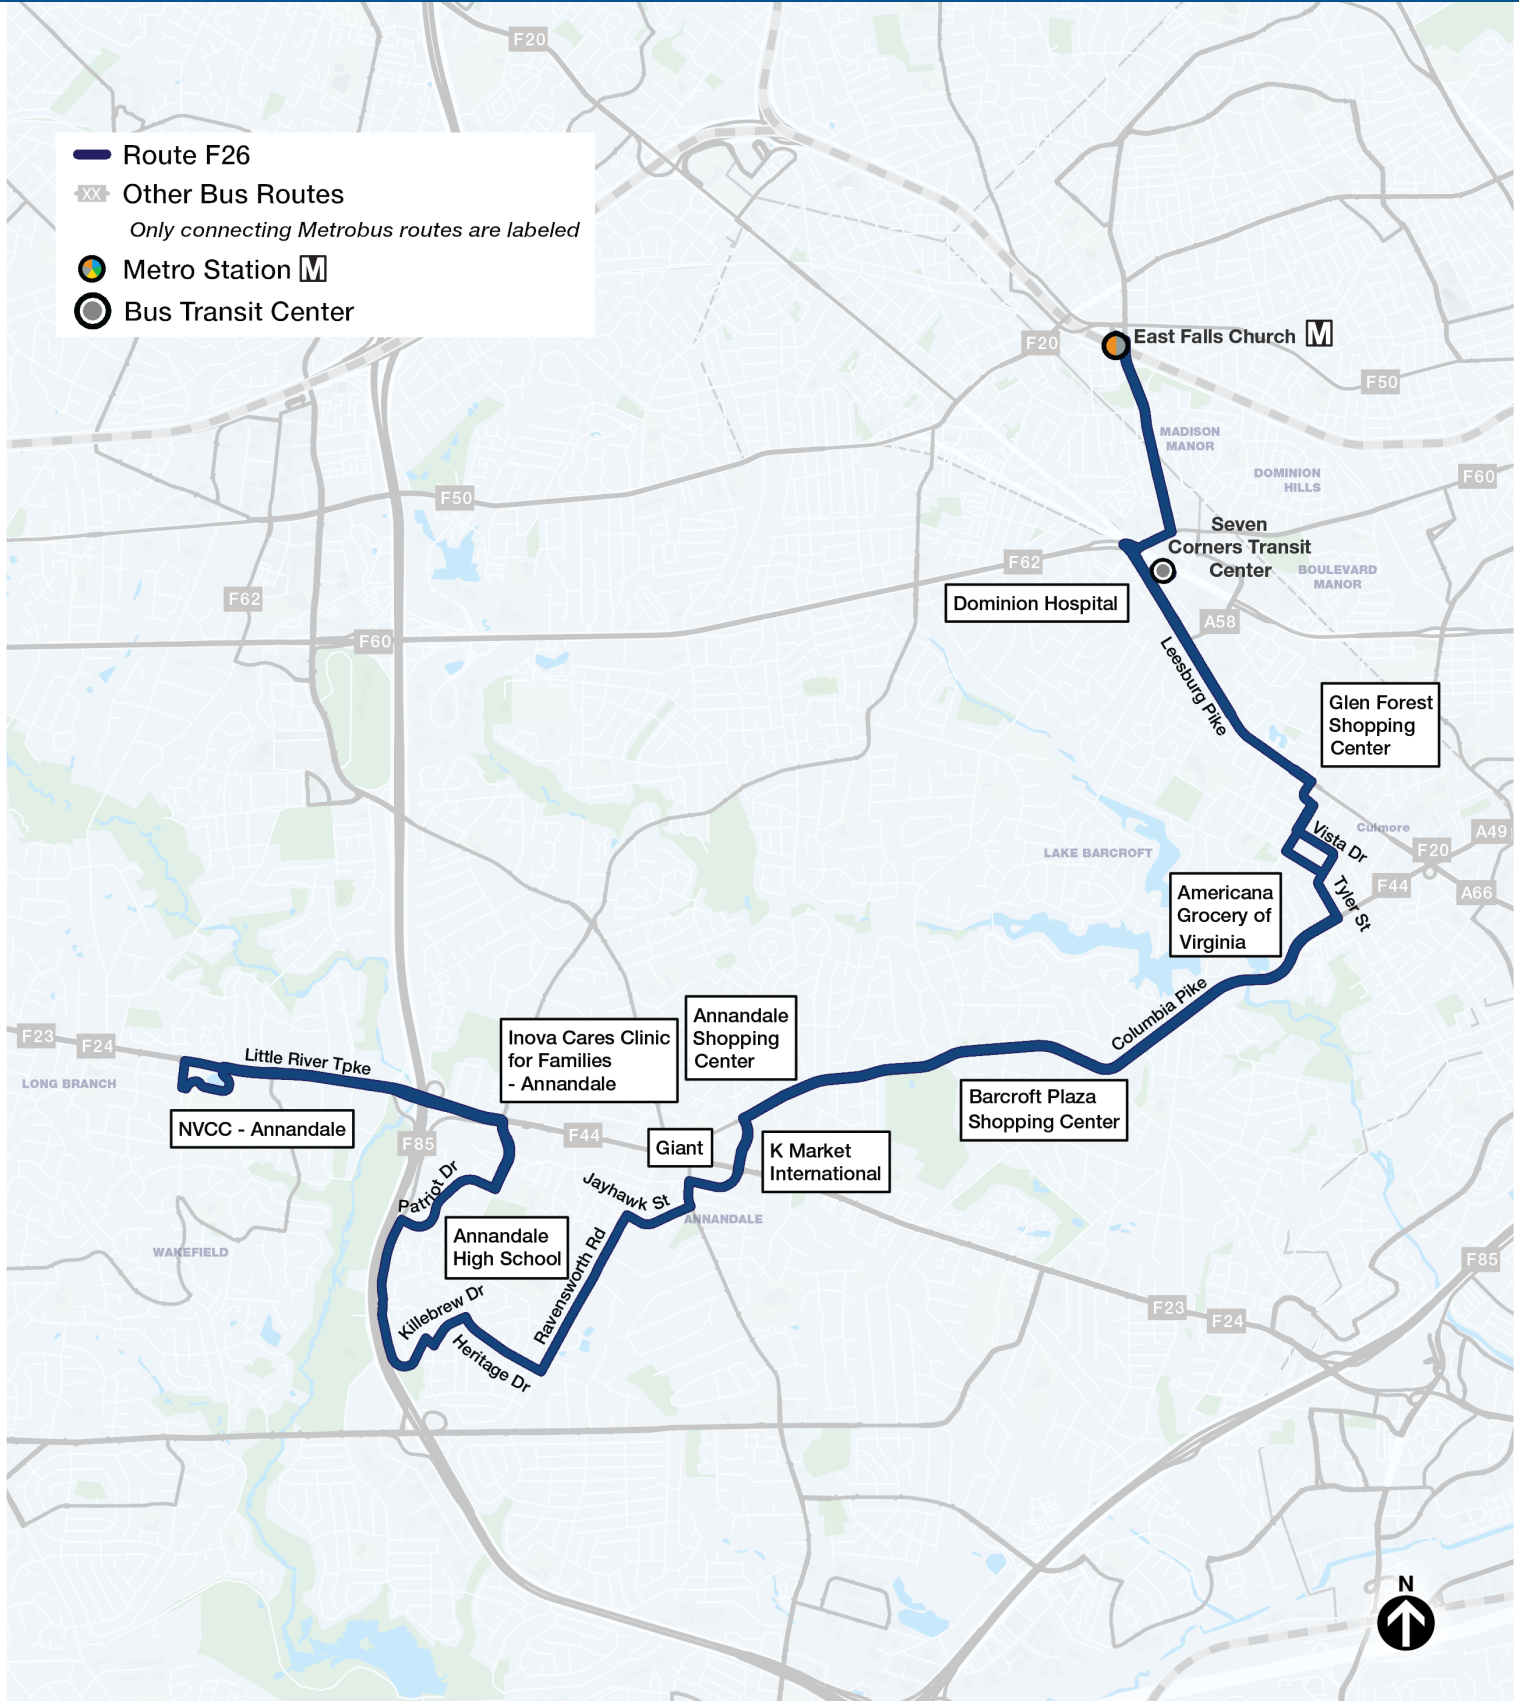 F20
Route F26
XX
Other Bus Routes
Only connecting Metrobus routes are labeled
Metro Station M
Bus Transit Center
East Falls Church M
F20
F50
MADISON
MANOR
DOMINION
HILLS
F60
F50
Seven
Corners Transit
Center
BOULEVARD
MANOR
F62
Dominion Hospital
F62
A58
F60
Leesburg Pike
Glen Forest
Shopping
Center
Vista Dr
Culmore
A49
F20
LAKE BARCROFT
F44
A66
Tyler St
Americana
Grocery of
Virginia
Columbia Pike
Annandale
Shopping
Center
Inova Cares Clinic
for Families
- Annandale
F23
F24
Little River Tpke
LONG BRANCH
Barcroft Plaza
Shopping Center
NVCC - Annandale
F85
F44
Giant
K Market
International
Patriot Dr
Jayhawk St
ANNANDALE
Annandale
High School
WAKEFIELD
Ravensworth Rd
F85
Killebrew Dr
Heritage Dr
F23
F24
N